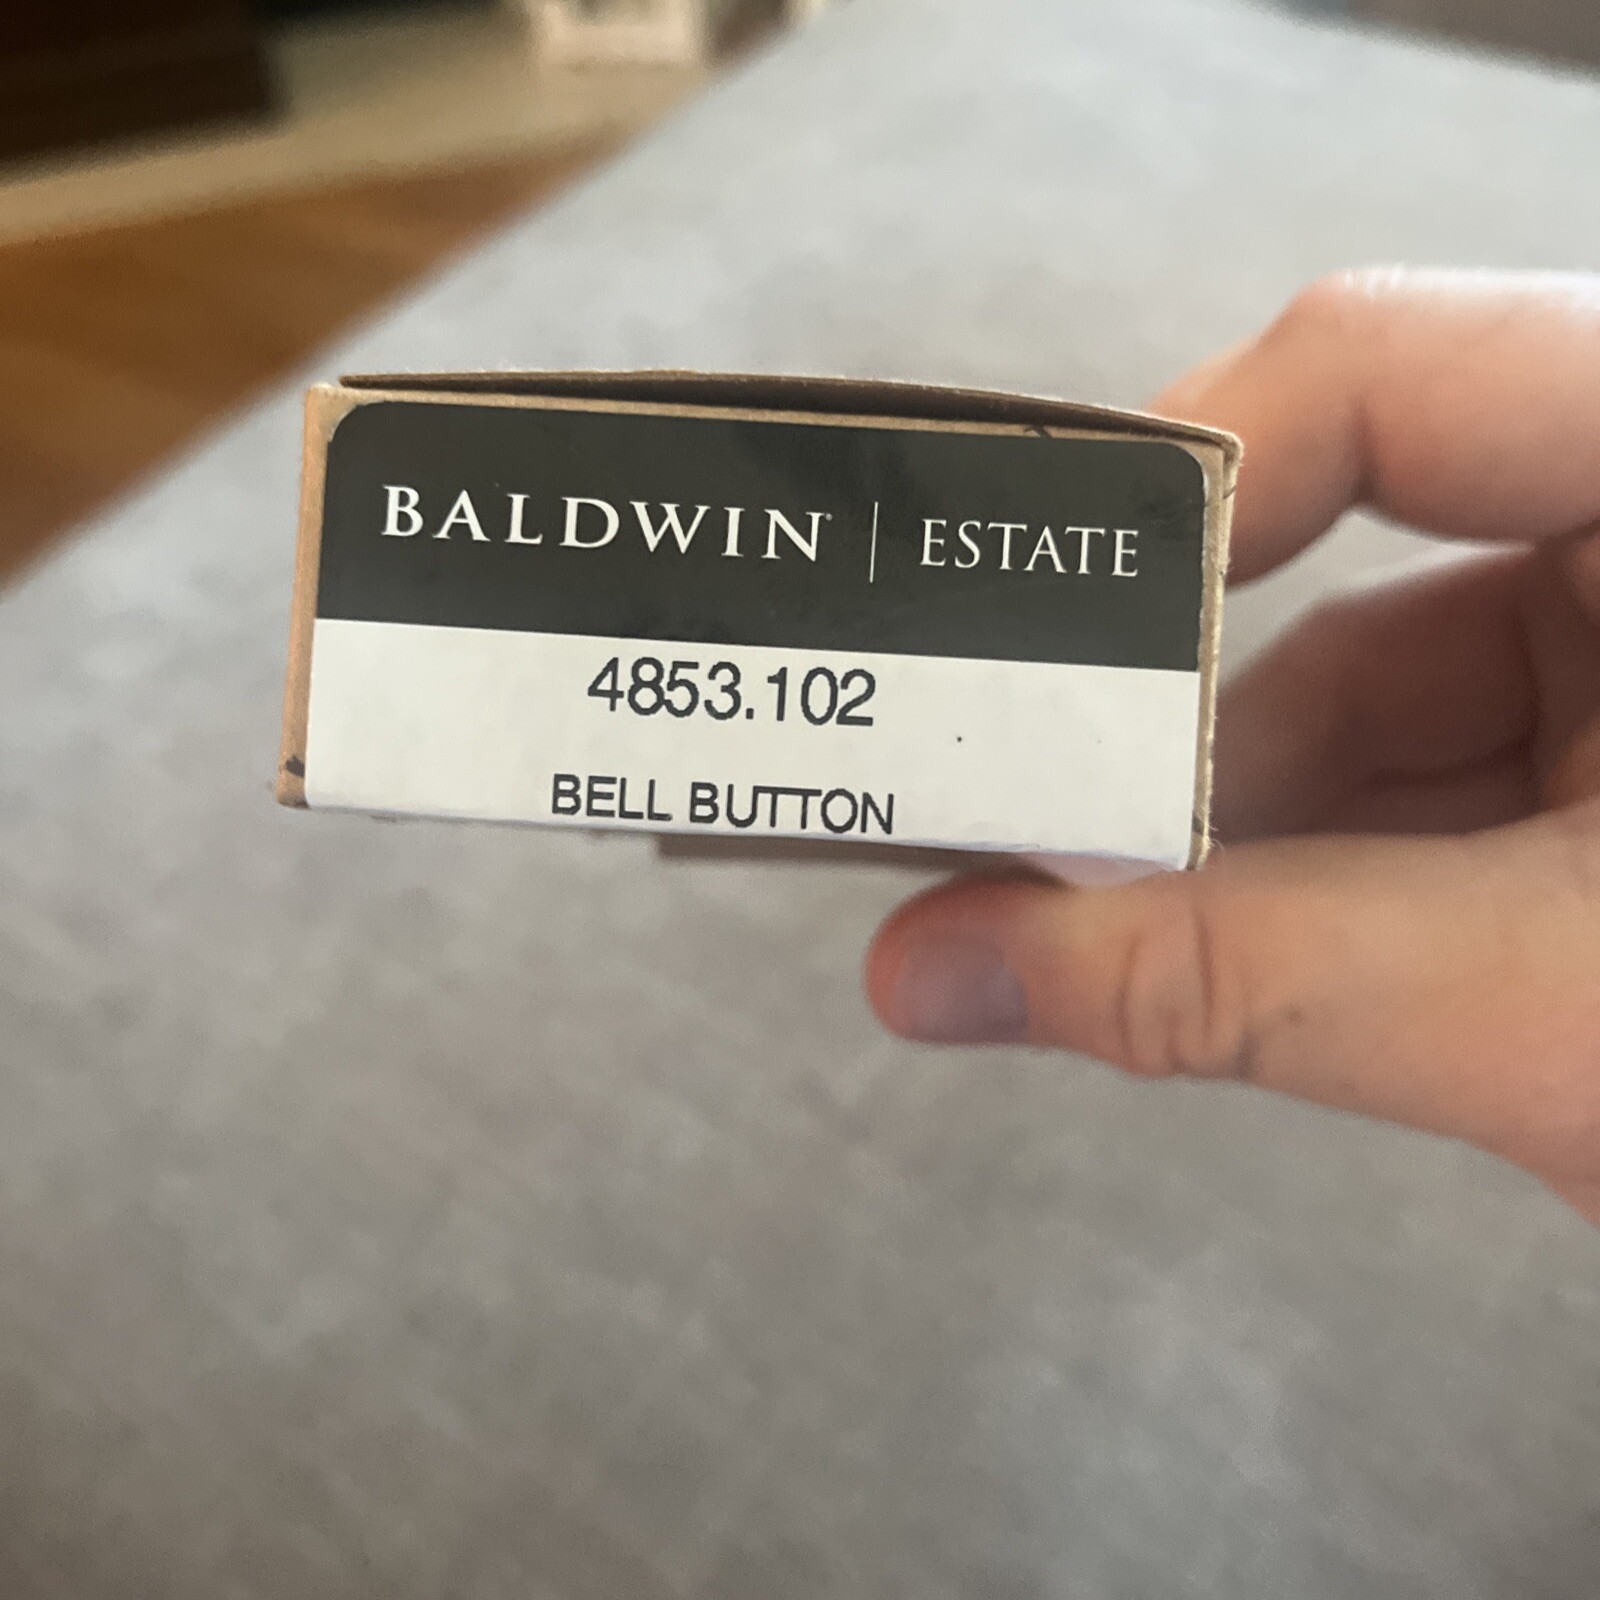 BALDWIN | ESTATE
4853.102
BELL BUTTON